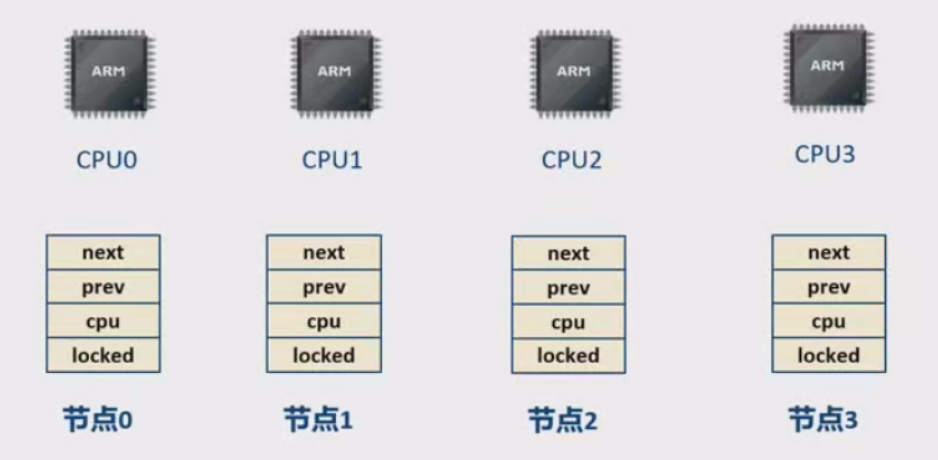 ARM ARM ARM ARM
CPU0 CPU1 CPU2 CPU3
next next next next
prev prev prev prev
cpu cpu cpu cpu
locked locked locked locked
节点0 节点1 节点2 节点3